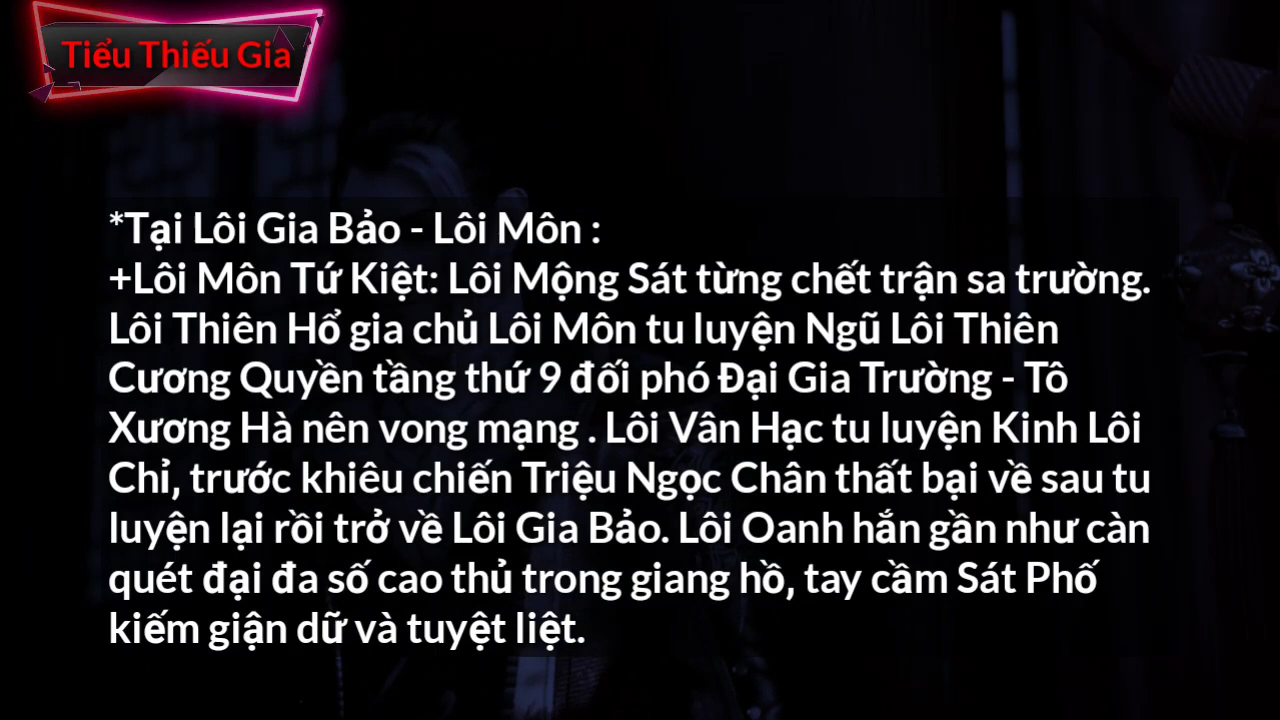 Tiểu Thiếu Gia
*Tại Lôi Gia Bảo - Lôi Môn :
+Lôi Môn Tứ Kiệt: Lôi Mộng Sát từng chết trận sa trường.
Lôi Thiên Hổ gia chủ Lôi Môn tu luyện Ngũ Lôi Thiên
Cương Quyền tầng thứ 9 đối phó Đại Gia Trường - Tô
Xương Hà nên vong mạng . Lôi Vân Hạc tu luyện Kinh Lôi
Chỉ, trước khiêu chiến Triệu Ngọc Chân thất bại về sau tu
luyện lại rồi trở về Lôi Gia Bảo. Lôi Oanh hắn gần như càn
quét đại đa số cao thủ trong giang hồ, tay cầm Sát Phố
kiếm giận dữ và tuyệt liệt.